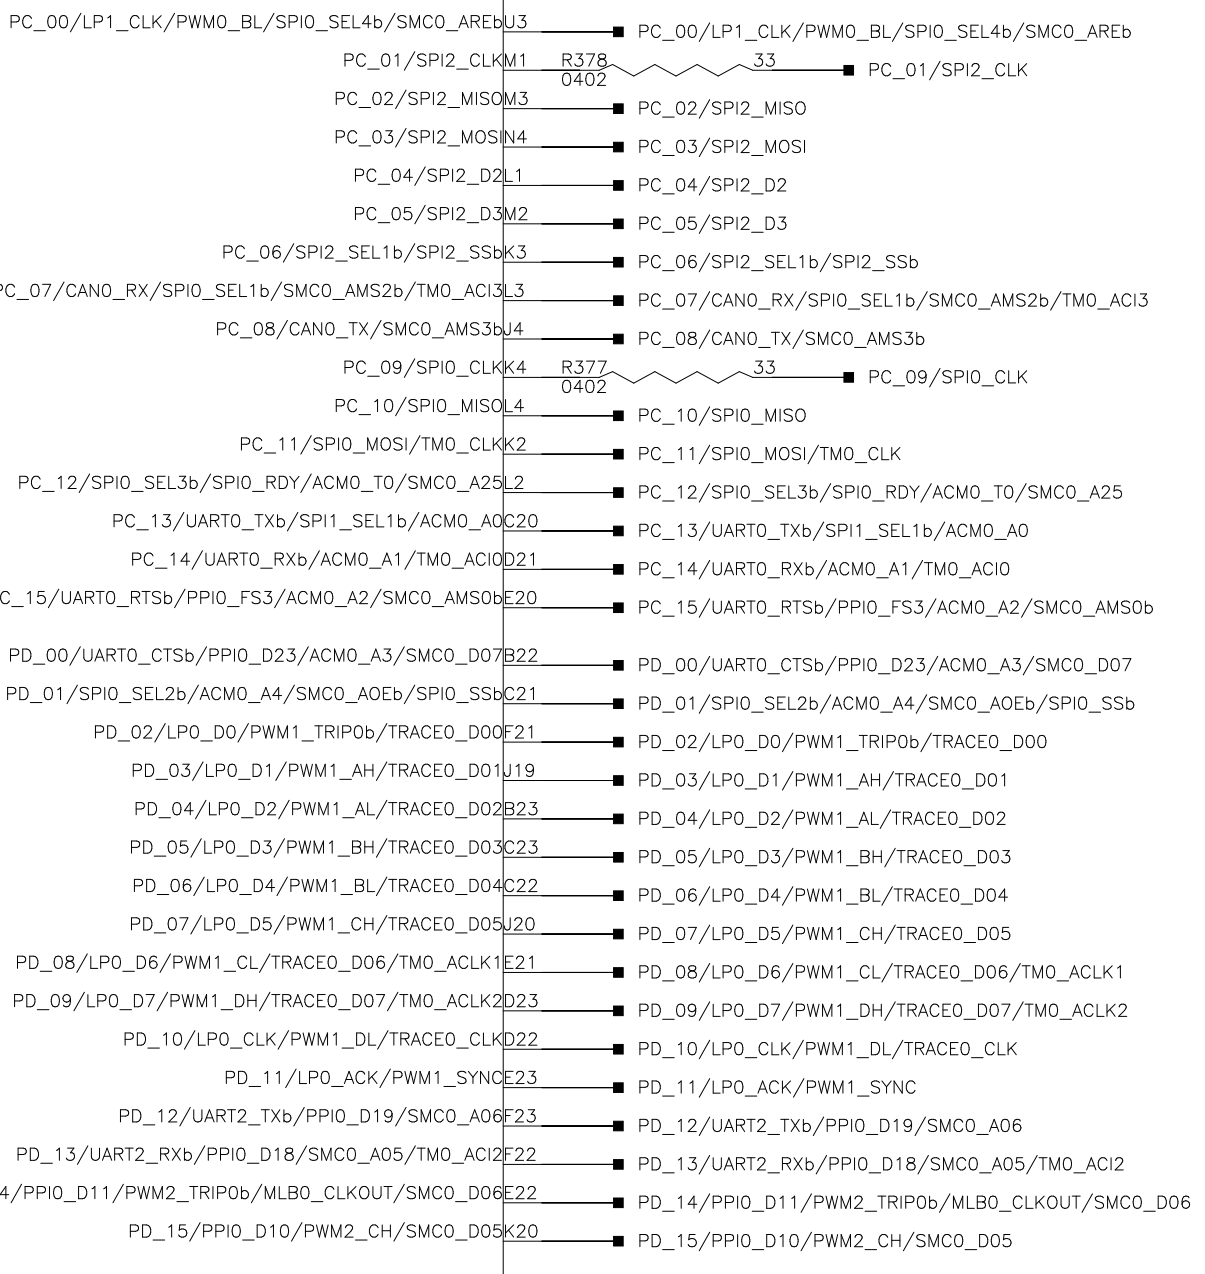 PC_00/LP1_CLK/PWM0_BL/SPI0_SEL4b/SMC0_AREb U3 PC_00/LP1_CLK/PWM0_BL/SPI0_SEL4b/SMC0_AREb
PC_01/SPI2_CLK M1 R378 33 PC_01/SPI2_CLK
0402
PC_02/SPI2_MISO M3 PC_02/SPI2_MISO
PC_03/SPI2_MOSI N4 PC_03/SPI2_MOSI
PC_04/SPI2_D2 L1 PC_04/SPI2_D2
PC_05/SPI2_D3 M2 PC_05/SPI2_D3
PC_06/SPI2_SEL1b/SPI2_SSb K3 PC_06/SPI2_SEL1b/SPI2_SSb
PC_07/CAN0_RX/SPI0_SEL1b/SMC0_AMS2b/TM0_ACI3 L3 PC_07/CAN0_RX/SPI0_SEL1b/SMC0_AMS2b/TM0_ACI3
PC_08/CAN0_TX/SMC0_AMS3b J4 PC_08/CAN0_TX/SMC0_AMS3b
PC_09/SPI0_CLK K4 R377 33 PC_09/SPI0_CLK
0402
PC_10/SPI0_MISO L4 PC_10/SPI0_MISO
PC_11/SPI0_MOSI/TM0_CLK K2 PC_11/SPI0_MOSI/TM0_CLK
PC_12/SPI0_SEL3b/SPI0_RDY/ACM0_T0/SMC0_A25 L2 PC_12/SPI0_SEL3b/SPI0_RDY/ACM0_T0/SMC0_A25
PC_13/UART0_TXb/SPI1_SEL1b/ACM0_A0 C20 PC_13/UART0_TXb/SPI1_SEL1b/ACM0_A0
PC_14/UART0_RXb/ACM0_A1/TM0_ACI0 D21 PC_14/UART0_RXb/ACM0_A1/TM0_ACI0
C_15/UART0_RTSb/PPI0_FS3/ACM0_A2/SMC0_AMS0b E20 PC_15/UART0_RTSb/PPI0_FS3/ACM0_A2/SMC0_AMS0b
PD_00/UART0_CTSb/PPI0_D23/ACM0_A3/SMC0_D07 B22 PD_00/UART0_CTSb/PPI0_D23/ACM0_A3/SMC0_D07
PD_01/SPI0_SEL2b/ACM0_A4/SMC0_AOEb/SPI0_SSb C21 PD_01/SPI0_SEL2b/ACM0_A4/SMC0_AOEb/SPI0_SSb
PD_02/LP0_D0/PWM1_TRIP0b/TRACE0_D00 F21 PD_02/LP0_D0/PWM1_TRIP0b/TRACE0_D00
PD_03/LP0_D1/PWM1_AH/TRACE0_D01 J19 PD_03/LP0_D1/PWM1_AH/TRACE0_D01
PD_04/LP0_D2/PWM1_AL/TRACE0_D02 B23 PD_04/LP0_D2/PWM1_AL/TRACE0_D02
PD_05/LP0_D3/PWM1_BH/TRACE0_D03 C23 PD_05/LP0_D3/PWM1_BH/TRACE0_D03
PD_06/LP0_D4/PWM1_BL/TRACE0_D04 C22 PD_06/LP0_D4/PWM1_BL/TRACE0_D04
PD_07/LP0_D5/PWM1_CH/TRACE0_D05 J20 PD_07/LP0_D5/PWM1_CH/TRACE0_D05
PD_08/LP0_D6/PWM1_CL/TRACE0_D06/TM0_ACLK1 E21 PD_08/LP0_D6/PWM1_CL/TRACE0_D06/TM0_ACLK1
PD_09/LP0_D7/PWM1_DH/TRACE0_D07/TM0_ACLK2 D23 PD_09/LP0_D7/PWM1_DH/TRACE0_D07/TM0_ACLK2
PD_10/LP0_CLK/PWM1_DL/TRACE0_CLK D22 PD_10/LP0_CLK/PWM1_DL/TRACE0_CLK
PD_11/LP0_ACK/PWM1_SYNC E23 PD_11/LP0_ACK/PWM1_SYNC
PD_12/UART2_TXb/PPI0_D19/SMC0_A06 F23 PD_12/UART2_TXb/PPI0_D19/SMC0_A06
PD_13/UART2_RXb/PPI0_D18/SMC0_A05/TM0_ACI2 F22 PD_13/UART2_RXb/PPI0_D18/SMC0_A05/TM0_ACI2
4/PPI0_D11/PWM2_TRIP0b/MLB0_CLKOUT/SMC0_D06 E22 PD_14/PPI0_D11/PWM2_TRIP0b/MLB0_CLKOUT/SMC0_D06
PD_15/PPI0_D10/PWM2_CH/SMC0_D05 K20 PD_15/PPI0_D10/PWM2_CH/SMC0_D05